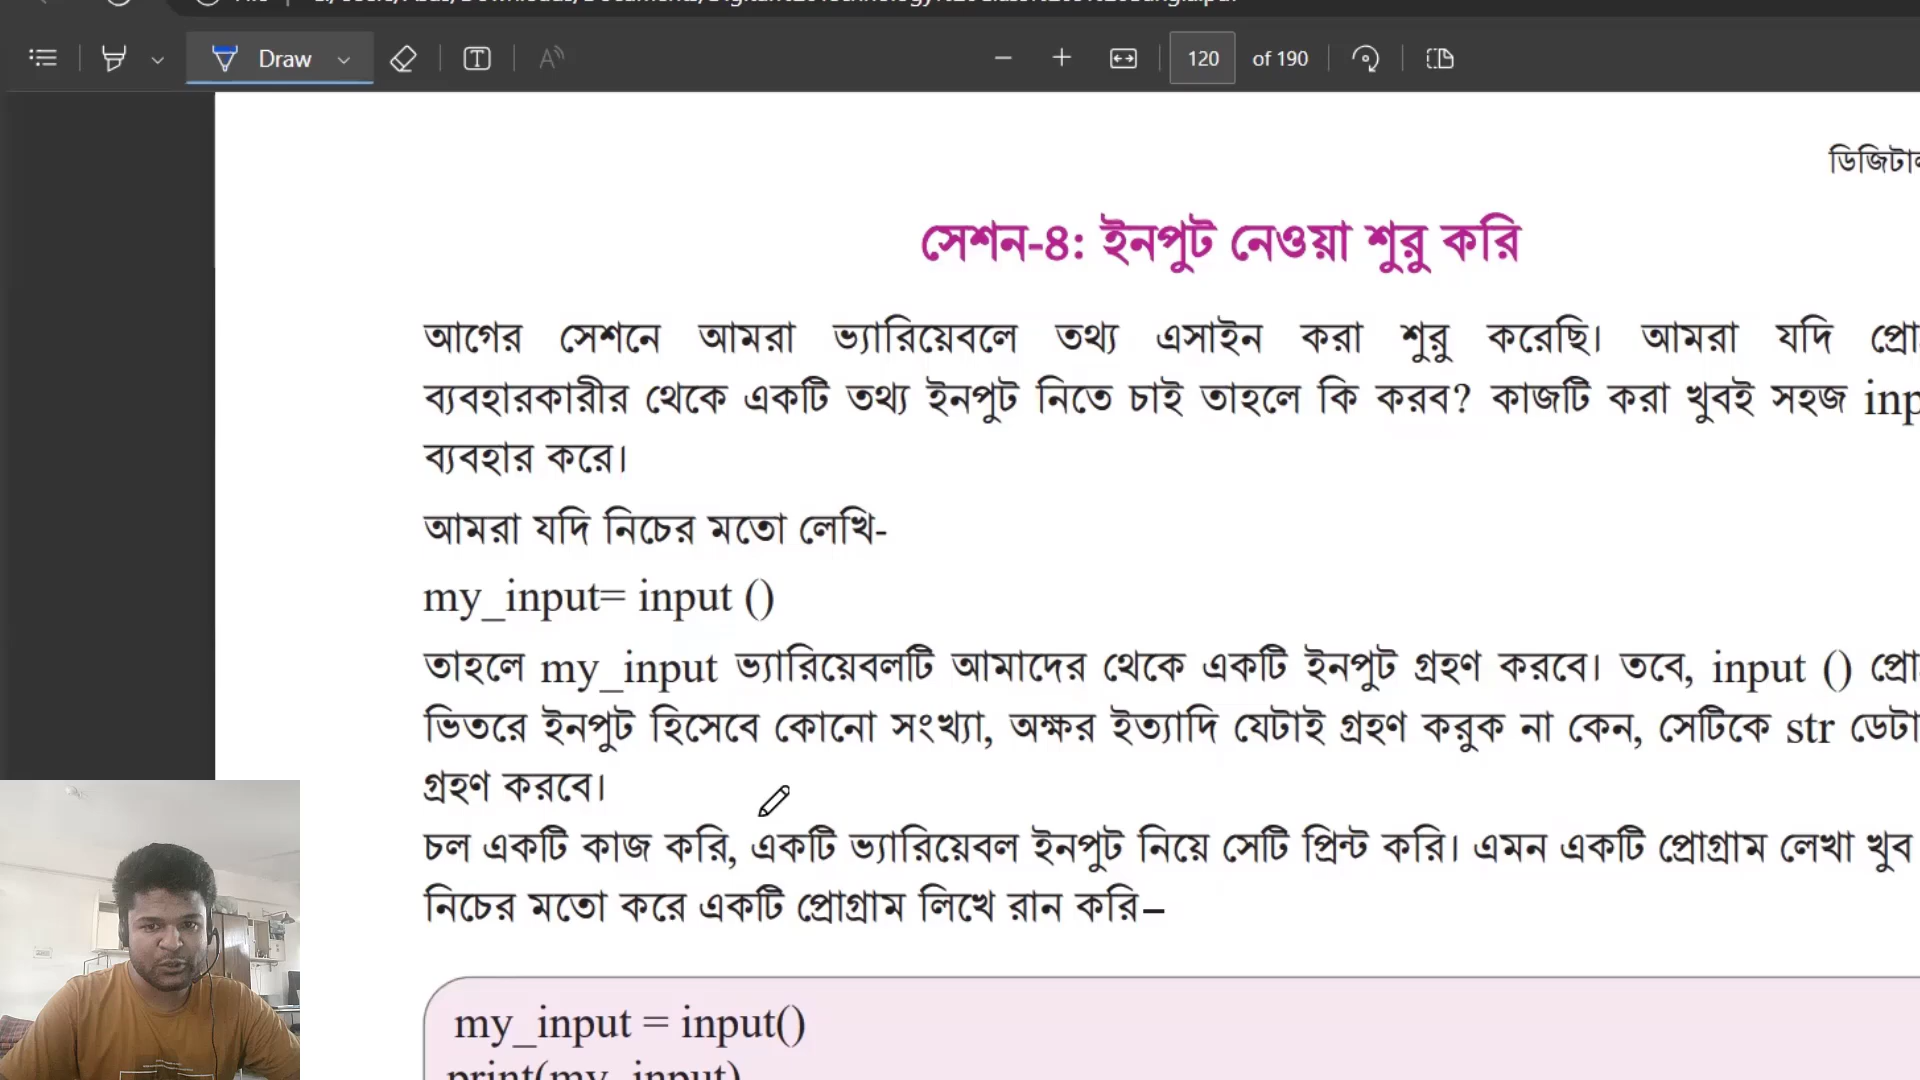 Draw
120 of 190
ডিজিটাল
সেশন-৪: ইনপুট নেওয়া শুরু করি
আগের সেশনে আমরা ভ্যারিয়েবলে তথ্য এসাইন করা শুরু করেছি। আমরা যদি
ব্যবহারকারীর থেকে একটি তথ্য ইনপুট নিতে চাই তাহলে কি করব? কাজটি করা খুবই সহজ inp
ব্যবহার করে।
আমরা যদি নিচের মতো লেখি-
my_input= input ()
তাহলে my_input ভ্যারিয়েবলটি আমাদের থেকে একটি ইনপুট গ্রহণ করবে। তবে, input () প্রো
ভিতরে ইনপুট হিসেবে কোনো সংখ্যা, অক্ষর ইত্যাদি যেটাই গ্রহণ করুক না কেন, সেটিকে str ডেটা
গ্রহণ করবে।
চল একটি কাজ করি, একটি ভ্যারিয়েবল ইনপুট নিয়ে সেটি প্রিন্ট করি। এমন একটি প্রোগ্রাম লেখা খুব
নিচের মতো করে একটি প্রোগ্রাম লিখে রান করি–
my_input = input()
print(my_input)